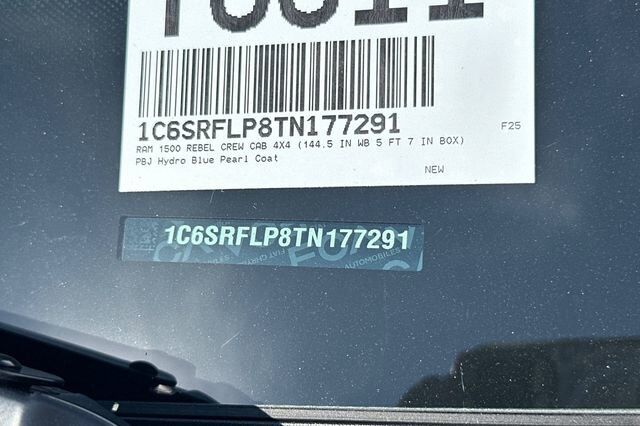 1C6SRFLP8TN177291
F25
RAM 1500 REBEL CREW CAB 4X4 (144.5 IN WB 5 FT 7 IN BOX)
PBJ Hydro Blue Pearl Coat
NEW
1C6SRFLP8TN177291
AUTOMOBILES